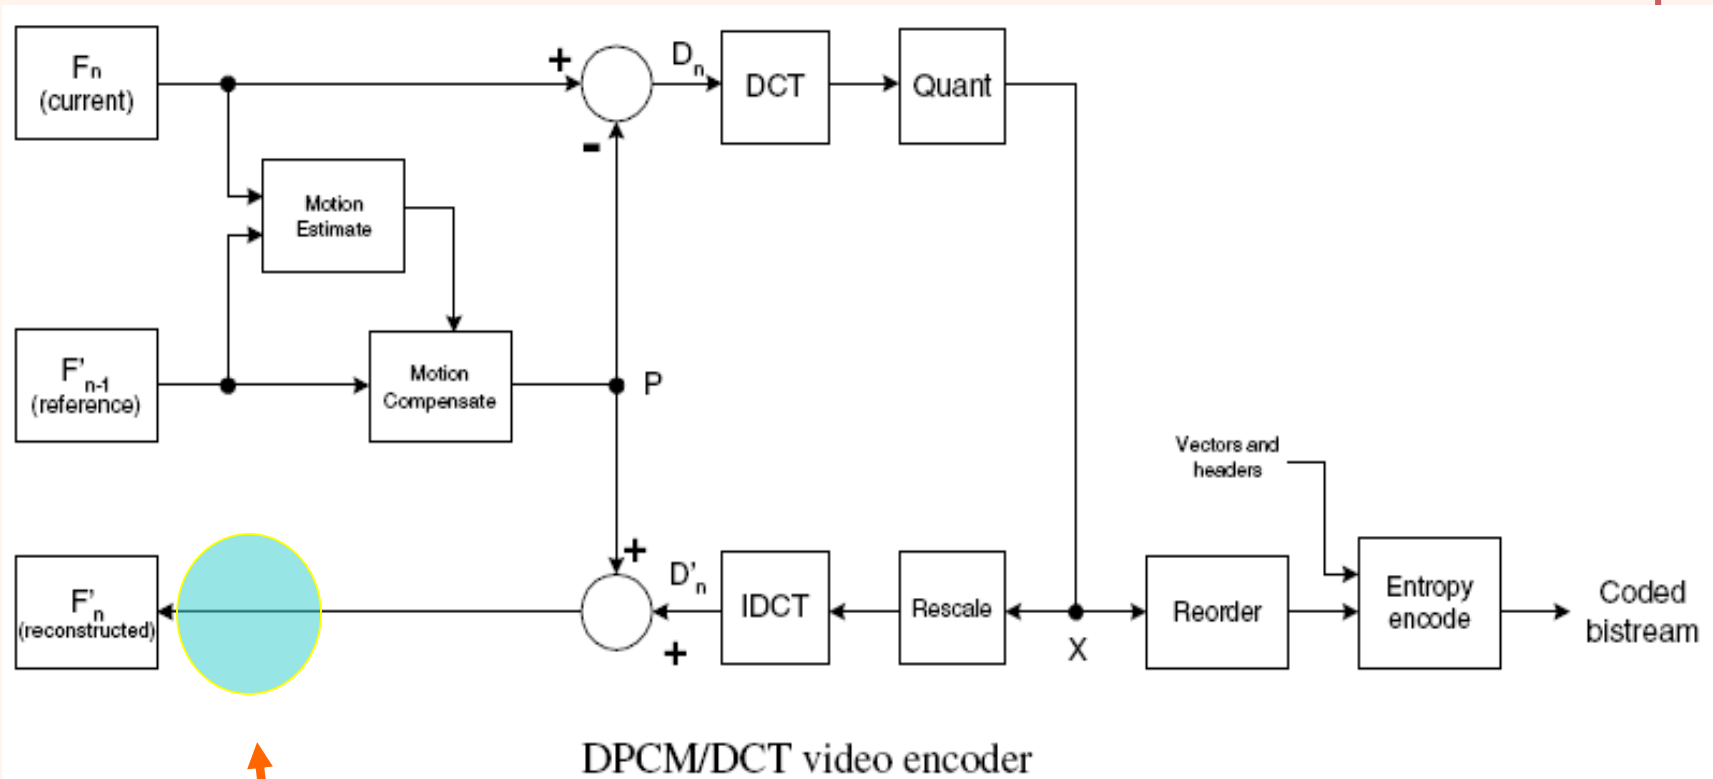 Fn
(current)
+
Dn
DCT
Quant
-
Motion
Estimate
F'n-1
(reference)
Motion
Compensate
P
Vectors and
headers
F'n
(reconstructed)
+
D'n
+
IDCT
Rescale
X
Reorder
Entropy
encode
Coded
bistream
DPCM/DCT video encoder